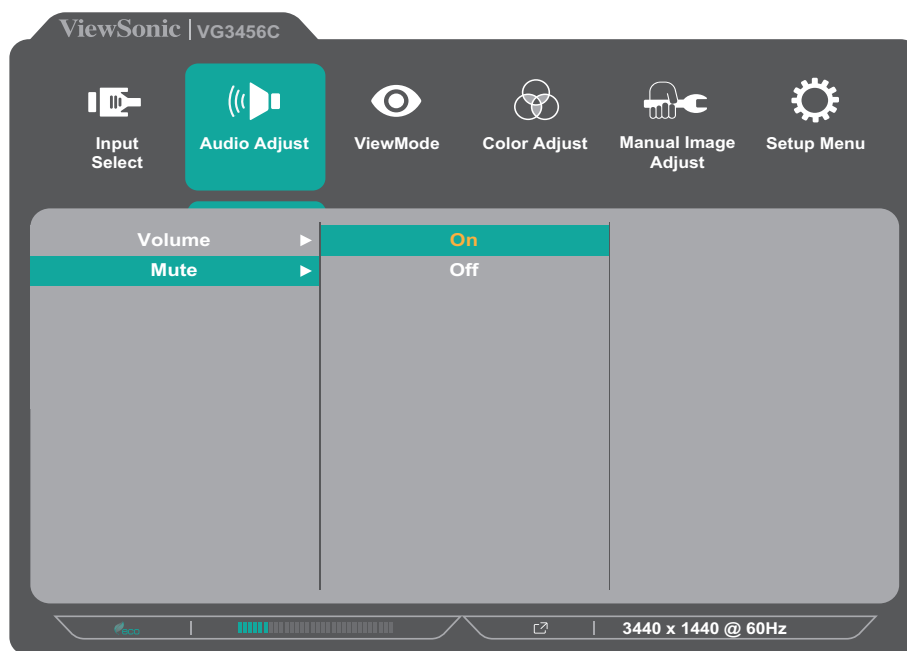 ViewSonic | VG3456C
Input Select
Audio Adjust
ViewMode
Color Adjust
Manual Image Adjust
Setup Menu
Volume
On
Mute
Off
eco
3440 x 1440 @ 60Hz